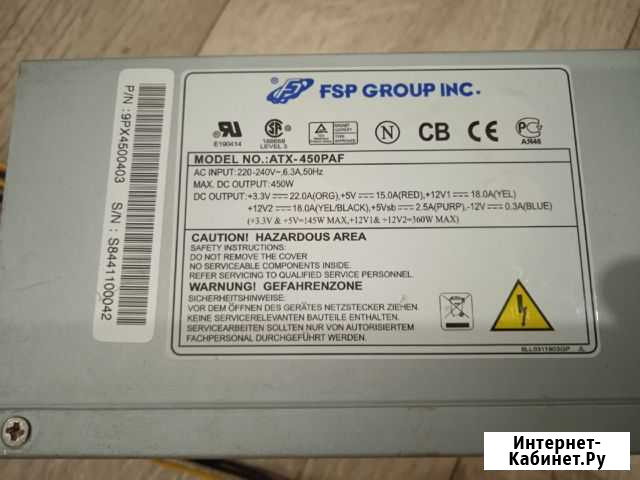 FSP GROUP INC.
P/N :9PX4500403
S/N : S8441100042
E190414
LEVEL 3
N
CB
CE
MODEL NO.:ATX-450PAF
AC INPUT:220-240V~,6.3A,50Hz
MAX. DC OUTPUT:450W
DC OUTPUT:+3.3V 22.0A(ORG),+5V 15.0A(RED),+12V1 18.0A(YEL)
+12V2 18.0A(YEL/BLACK),+5Vsb 2.5A(PURP),-12V 0.3A(BLUE)
(+3.3V & +5V=145W MAX,+12V1& +12V2=360W MAX)
CAUTION! HAZARDOUS AREA
SAFETY INSTRUCTIONS:
DO NOT REMOVE THE COVER
NO SERVICEABLE COMPONENTS INSIDE.
REFER SERVICING TO QUALIFIED SERVICE PERSONNEL.
WARNUNG! GEFAHRENZONE
SICHERHEITSHINWEIS:
VOR DEM ÖFFNEN DES GERÄTES NETZSTECKER ZIEHEN.
KEINE SERVICERELEVANTEN BAUTEILE ENTHALTEN.
SERVICEARBEITEN SOLLTEN NUR VON AUTORISIERTEM
FACHPERSONAL DURCHGEFÜHRT WERDEN.
Интернет-
Кабинет.Ру